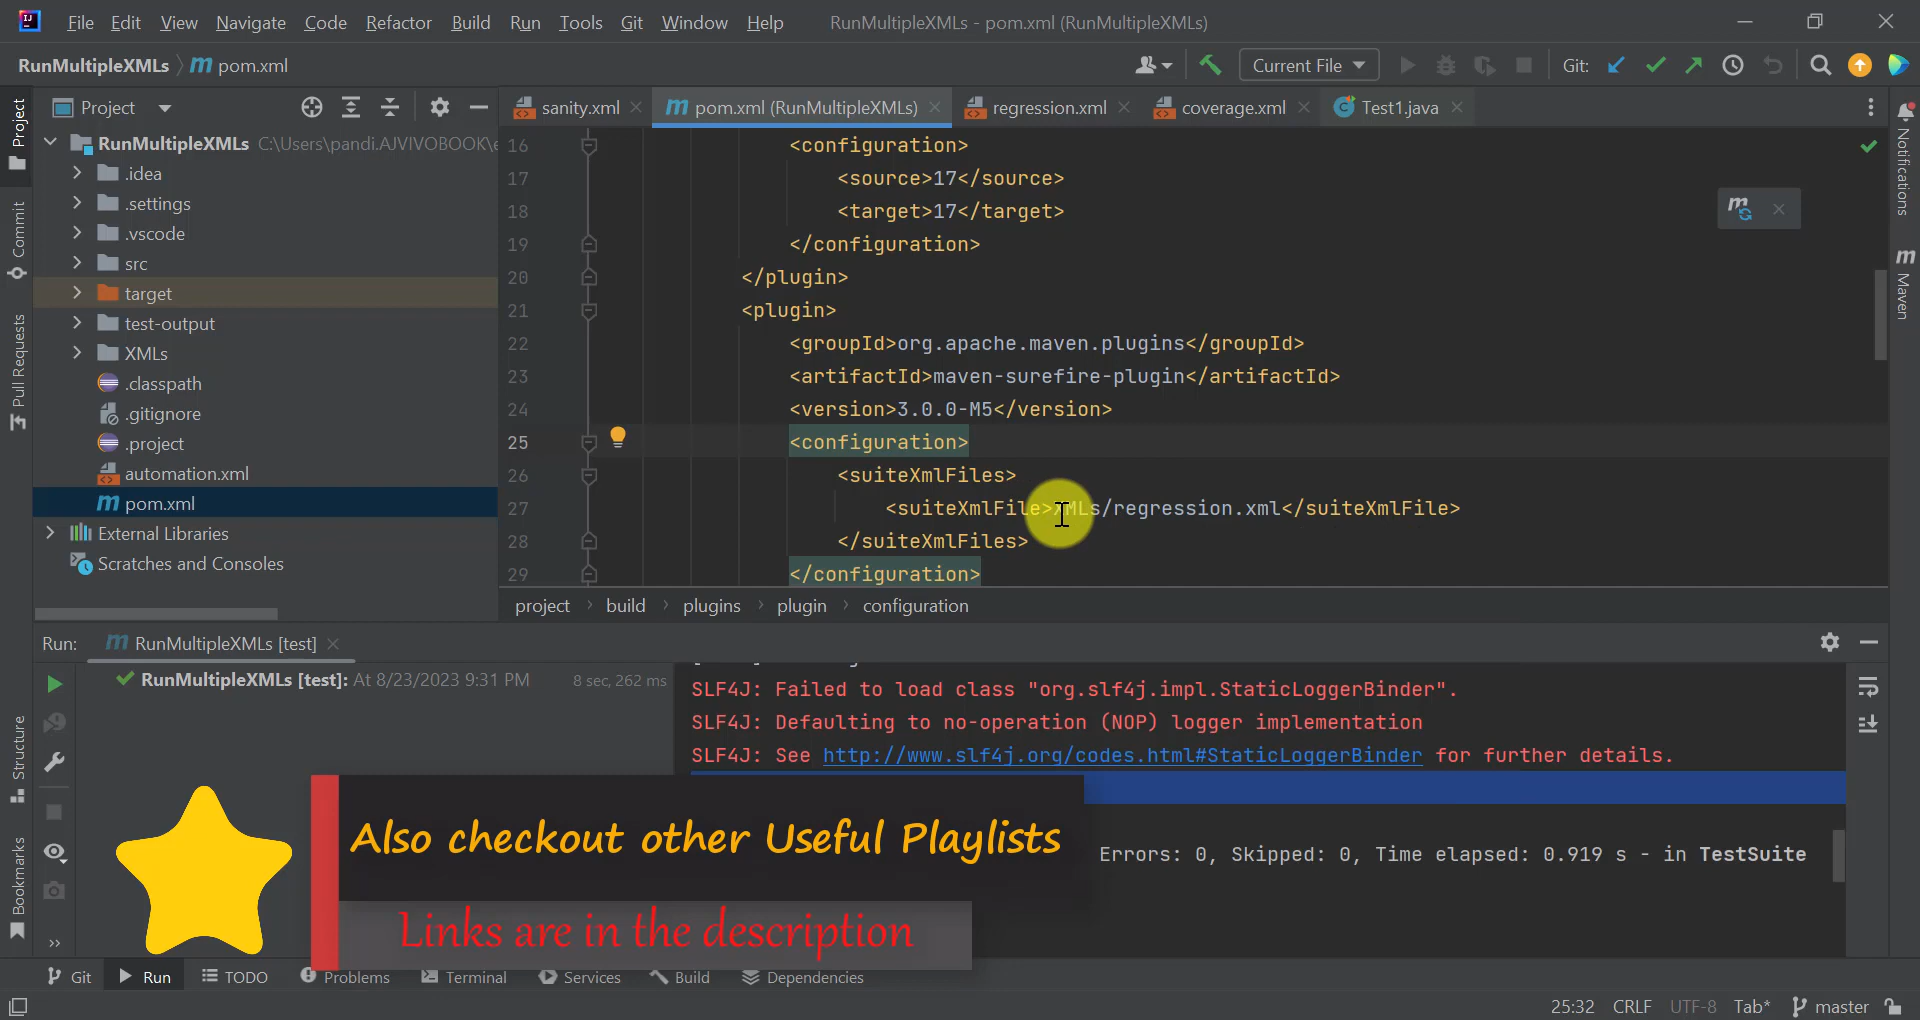 File Edit View Navigate Code Refactor Build Run Tools Git Window Help RunMultipleXMLs - pom.xml (RunMultipleXMLs)
RunMultipleXMLs pom.xml Current File Git:
Project
sanity.xml pom.xml (RunMultipleXMLs) regression.xml coverage.xml Test1.java
Project
Commit
Pull Requests
Structure
Bookmarks
RunMultipleXMLs C:\Users\pandi.AJVIVOBOOK\e
.idea
.settings
.vscode
src
target
test-output
XMLs
.classpath
.gitignore
.project
automation.xml
pom.xml
External Libraries
Scratches and Consoles
16 <configuration>
17 <source>17</source>
18 <target>17</target>
19 </configuration>
20 </plugin>
21 <plugin>
22 <groupId>org.apache.maven.plugins</groupId>
23 <artifactId>maven-surefire-plugin</artifactId>
24 <version>3.0.0-M5</version>
25 <configuration>
26 <suiteXmlFiles>
27 <suiteXmlFile>XMLs/regression.xml</suiteXmlFile>
28 </suiteXmlFiles>
29 </configuration>
project build plugins plugin configuration
Notifications
Maven
Run: RunMultipleXMLs [test]
RunMultipleXMLs [test]: At 8/23/2023 9:31 PM 8 sec, 262 ms
SLF4J: Failed to load class "org.slf4j.impl.StaticLoggerBinder".
SLF4J: Defaulting to no-operation (NOP) logger implementation
SLF4J: See http://www.slf4j.org/codes.html#StaticLoggerBinder for further details.
Errors: 0, Skipped: 0, Time elapsed: 0.919 s - in TestSuite
Also checkout other Useful Playlists
Links are in the description
Git Run TODO Problems Terminal Services Build Dependencies
25:32 CRLF UTF-8 Tab* master